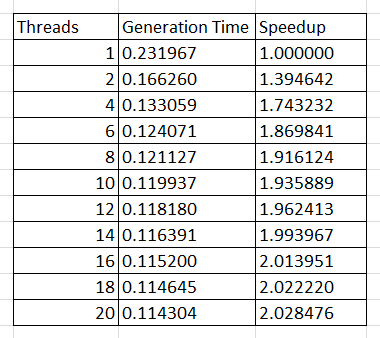 Threads Generation Time Speedup
1 0.231967 1.000000
2 0.166260 1.394642
4 0.133059 1.743232
6 0.124071 1.869841
8 0.121127 1.916124
10 0.119937 1.935889
12 0.118180 1.962413
14 0.116391 1.993967
16 0.115200 2.013951
18 0.114645 2.022220
20 0.114304 2.028476